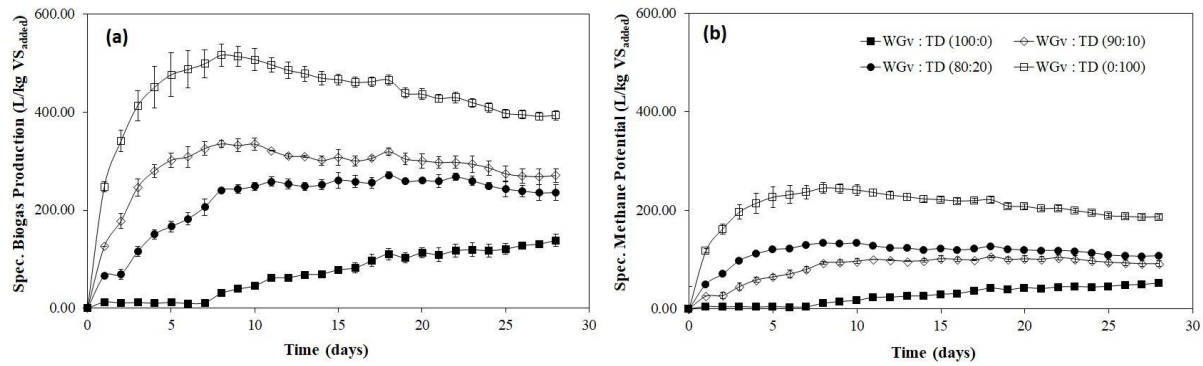 (a)
Spec. Biogas Production (L/kg VSadded)
600.00
400.00
200.00
0.00
0 5 10 15 20 25 30
Time (days)
(b)
WGv : TD (100:0) WGv : TD (90:10)
WGv : TD (80:20) WGv : TD (0:100)
Spec. Methane Potential (L/kg VSadded)
600.00
400.00
200.00
0.00
0 5 10 15 20 25 30
Time (days)